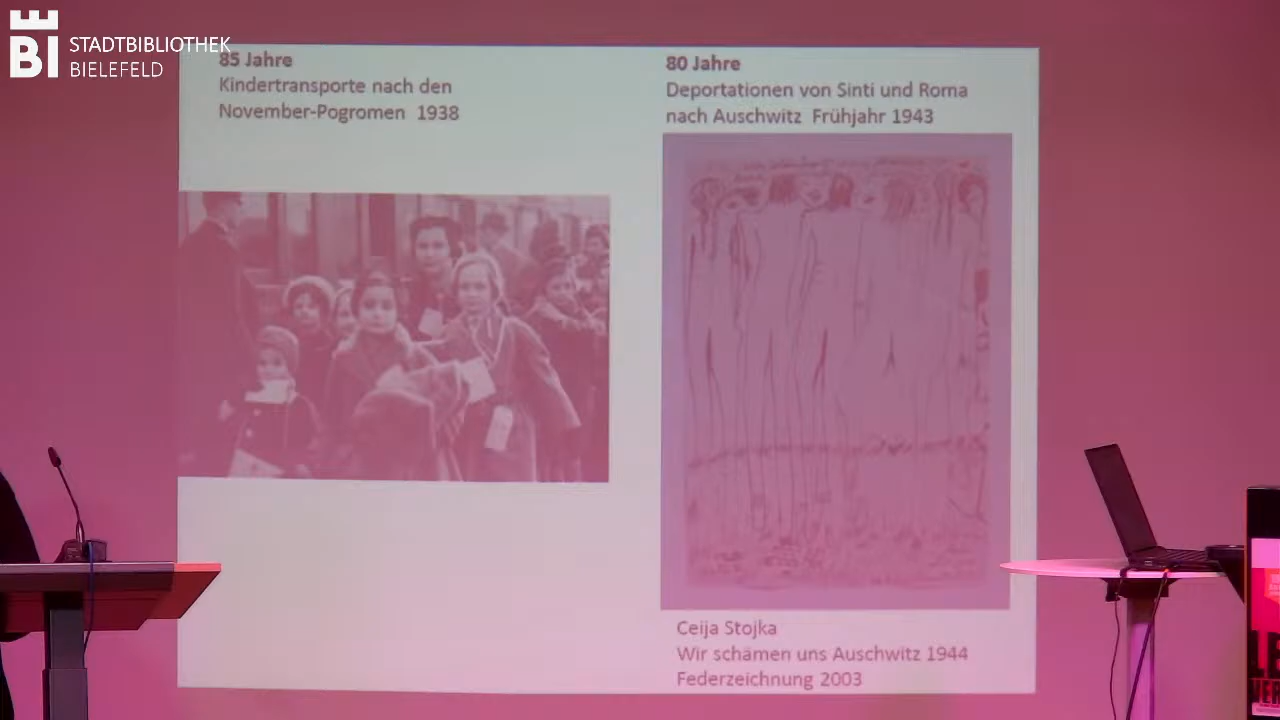 BI STADTBIBLIOTHEK
BIELEFELD
85 Jahre
Kindertransporte nach den
November-Pogromen 1938
80 Jahre
Deportationen von Sinti und Roma
nach Auschwitz Frühjahr 1943
Ceija Stojka
Wir schämen uns Auschwitz 1944
Federzeichnung 2003